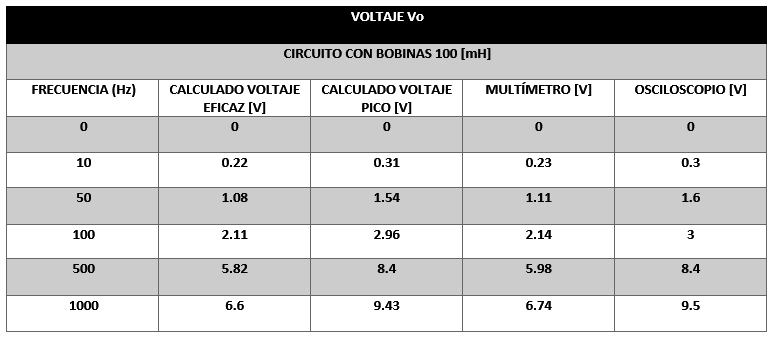 VOLTAJE Vo
CIRCUITO CON BOBINAS 100 [mH]
FRECUENCIA (Hz) CALCULADO VOLTAJE EFICAZ [V] CALCULADO VOLTAJE PICO [V] MULTÍMETRO [V] OSCILOSCOPIO [V]
0 0 0 0 0
10 0.22 0.31 0.23 0.3
50 1.08 1.54 1.11 1.6
100 2.11 2.96 2.14 3
500 5.82 8.4 5.98 8.4
1000 6.6 9.43 6.74 9.5